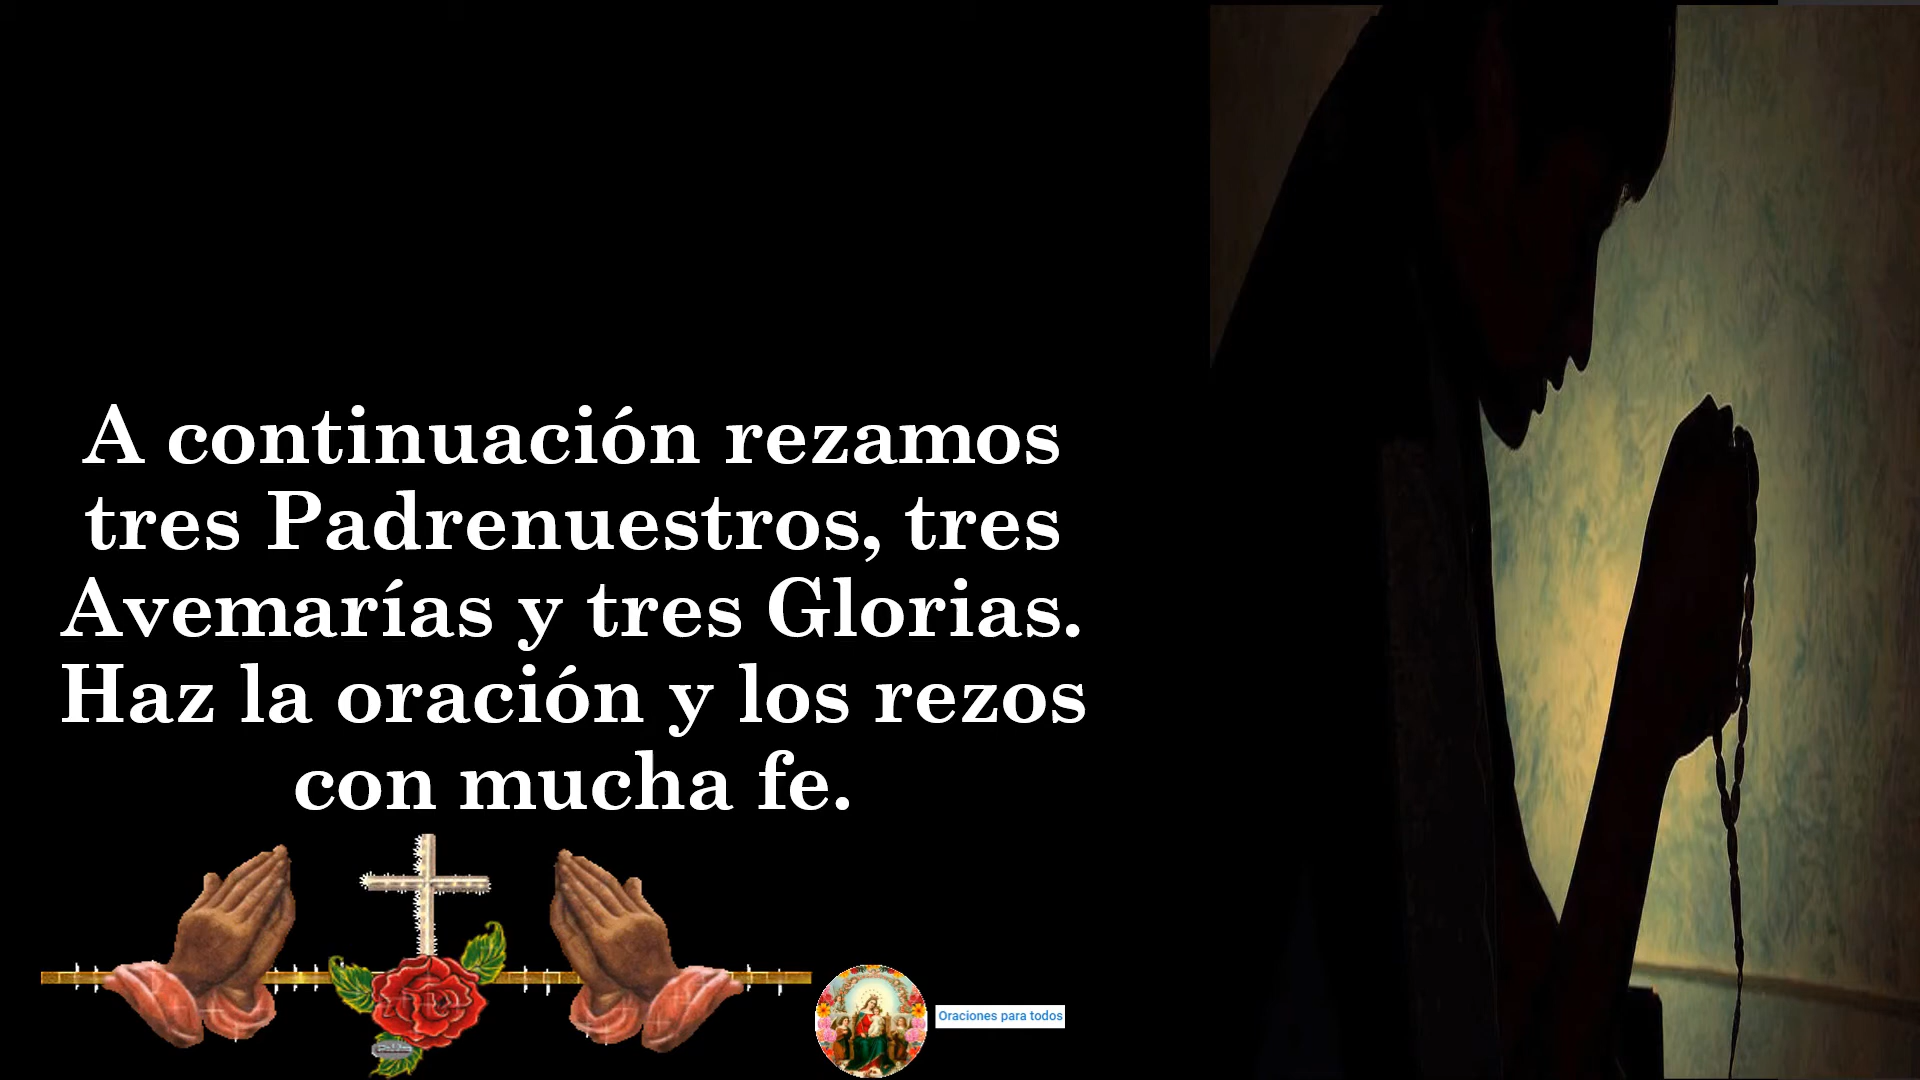 A continuación rezamos
tres Padrenuestros, tres
Avemarías y tres Glorias.
Haz la oración y los rezos
con mucha fe.
Oraciones para todos